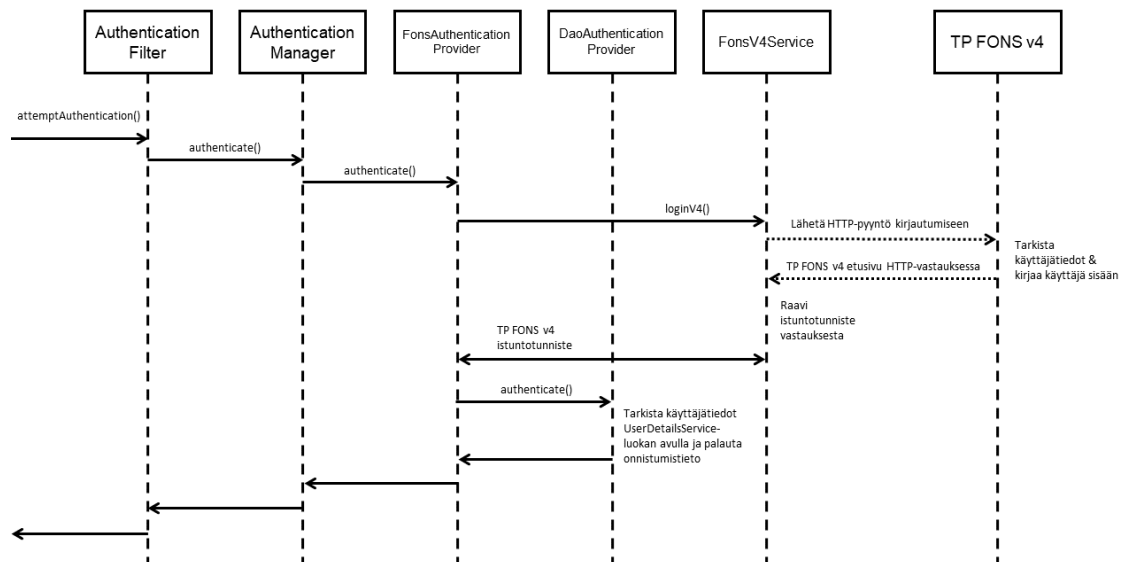 Authentication
Filter
Authentication
Manager
FonsAuthentication
Provider
DaoAuthentication
Provider
FonsV4Service
TP FONS v4
attemptAuthentication()
authenticate()
authenticate()
loginV4()
Lähetä HTTP-pyyntö kirjautumiseen
Tarkista
käyttäjätiedot &
kirjaa käyttäjä sisään
TP FONS v4 etusivu HTTP-vastauksessa
Raavi
istuntotunniste
vastauksesta
TP FONS v4
istuntotunniste
authenticate()
Tarkista käyttäjätiedot
UserDetailsService-
luokan avulla ja palauta
onnistumistieto